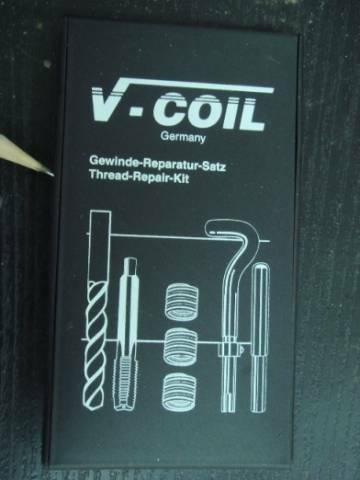 V-COIL
Germany
Gewinde-Reparatur-Satz
Thread-Repair-Kit